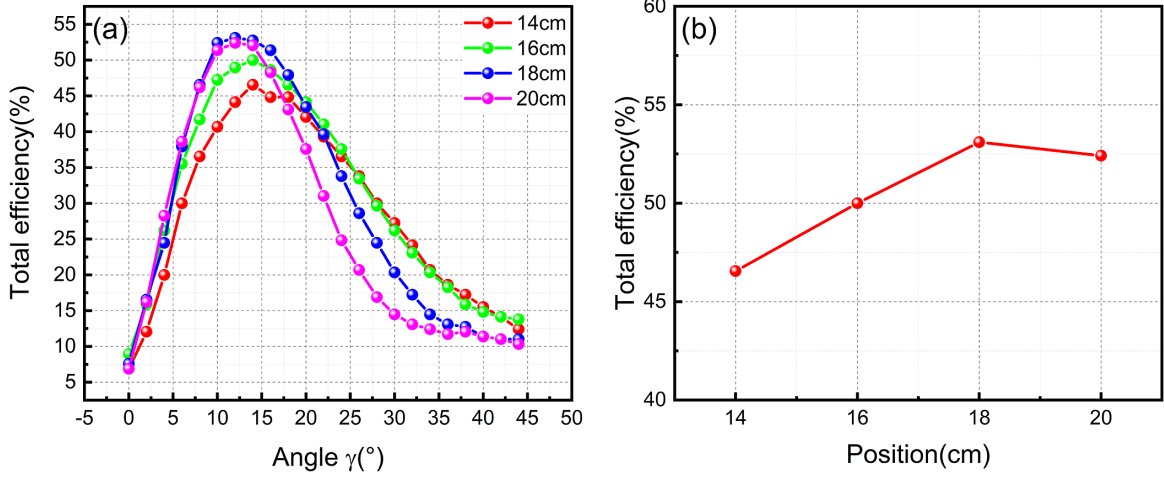 (a)
14cm
16cm
18cm
20cm
Total efficiency(%)
55
50
45
40
35
30
25
20
15
10
5
-5 0 5 10 15 20 25 30 35 40 45 50
Angle γ(°)
(b)
Total efficiency(%)
60
55
50
45
40
14 16 18 20
Position(cm)